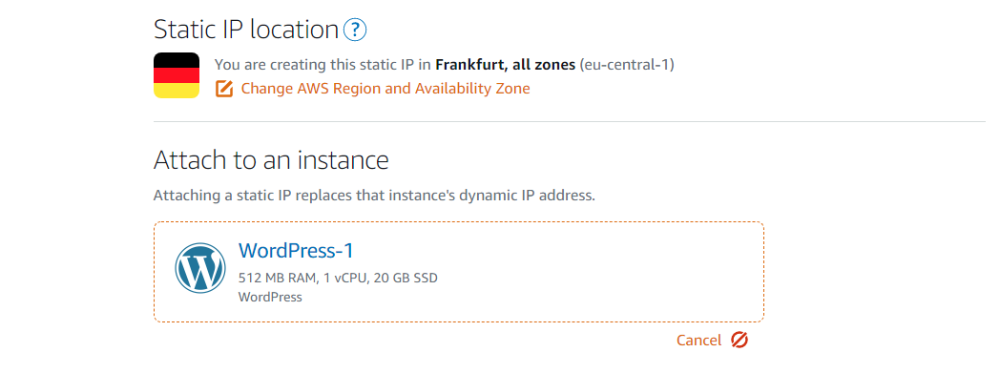 Static IP location ?
You are creating this static IP in Frankfurt, all zones (eu-central-1)
Change AWS Region and Availability Zone
Attach to an instance
Attaching a static IP replaces that instance's dynamic IP address.
WordPress-1
512 MB RAM, 1 vCPU, 20 GB SSD
WordPress
Cancel